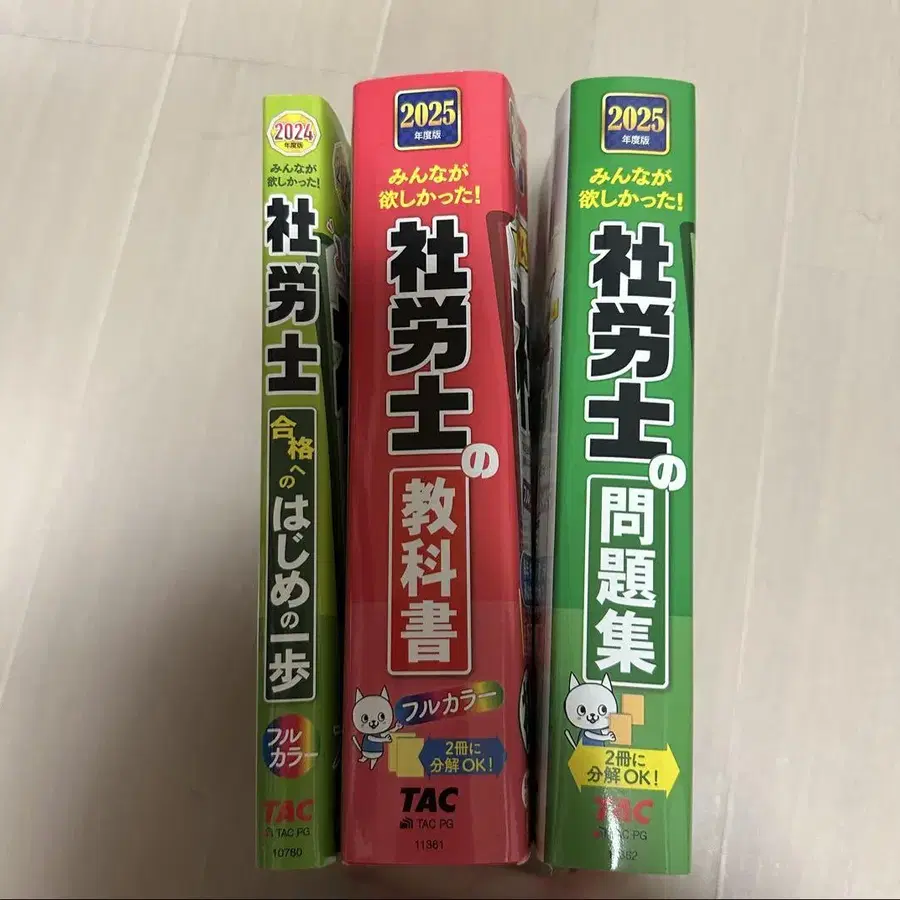 2024
年度版
みんなが
欲しかった!
社労士
合格への
はじめの一歩
フル
カラー
TAC
TAC PG
10780
2025
年度版
みんなが
欲しかった!
社労士の
教科書
フルカラー
2冊に
分解OK!
TAC
TAC PG
11361
2025
年度版
みんなが
欲しかった!
社労士の
問題集
2冊に
分解OK!
TAC
TAC PG